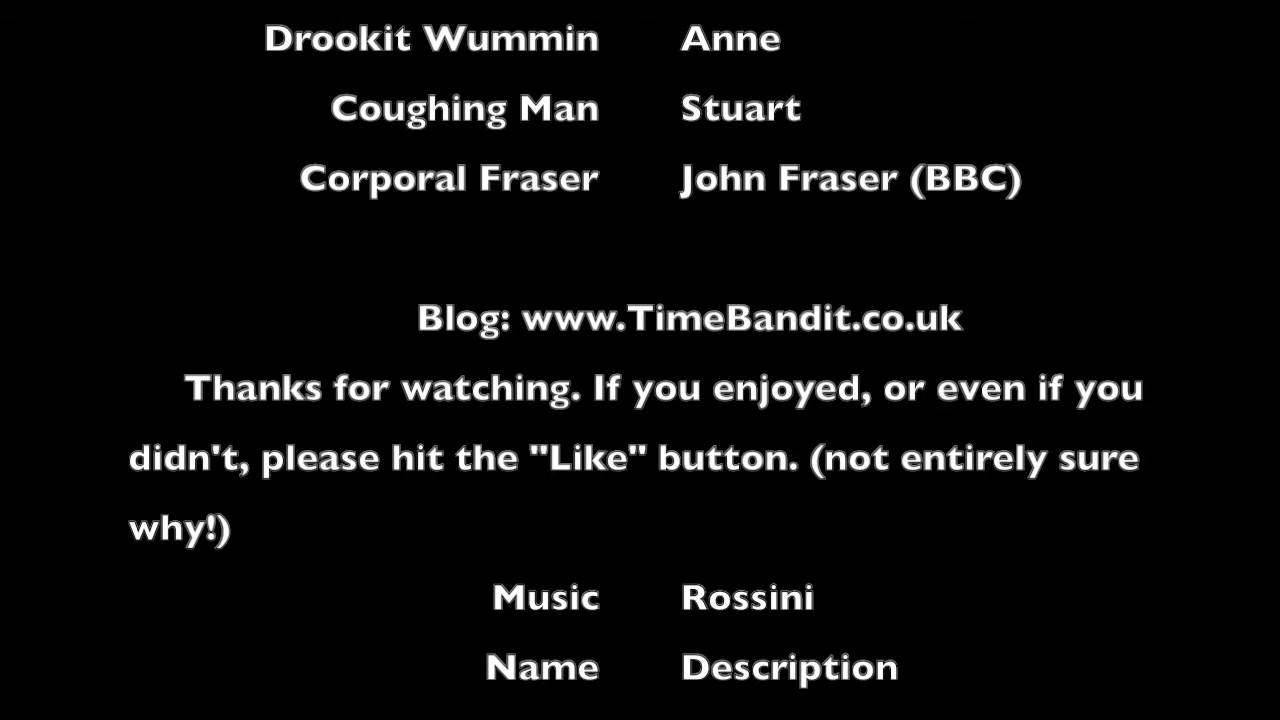 Drookit Wummin Anne
Coughing Man Stuart
Corporal Fraser John Fraser (BBC)
Blog: www.TimeBandit.co.uk
Thanks for watching. If you enjoyed, or even if you
didn't, please hit the "Like" button. (not entirely sure
why!)
Music Rossini
Name Description